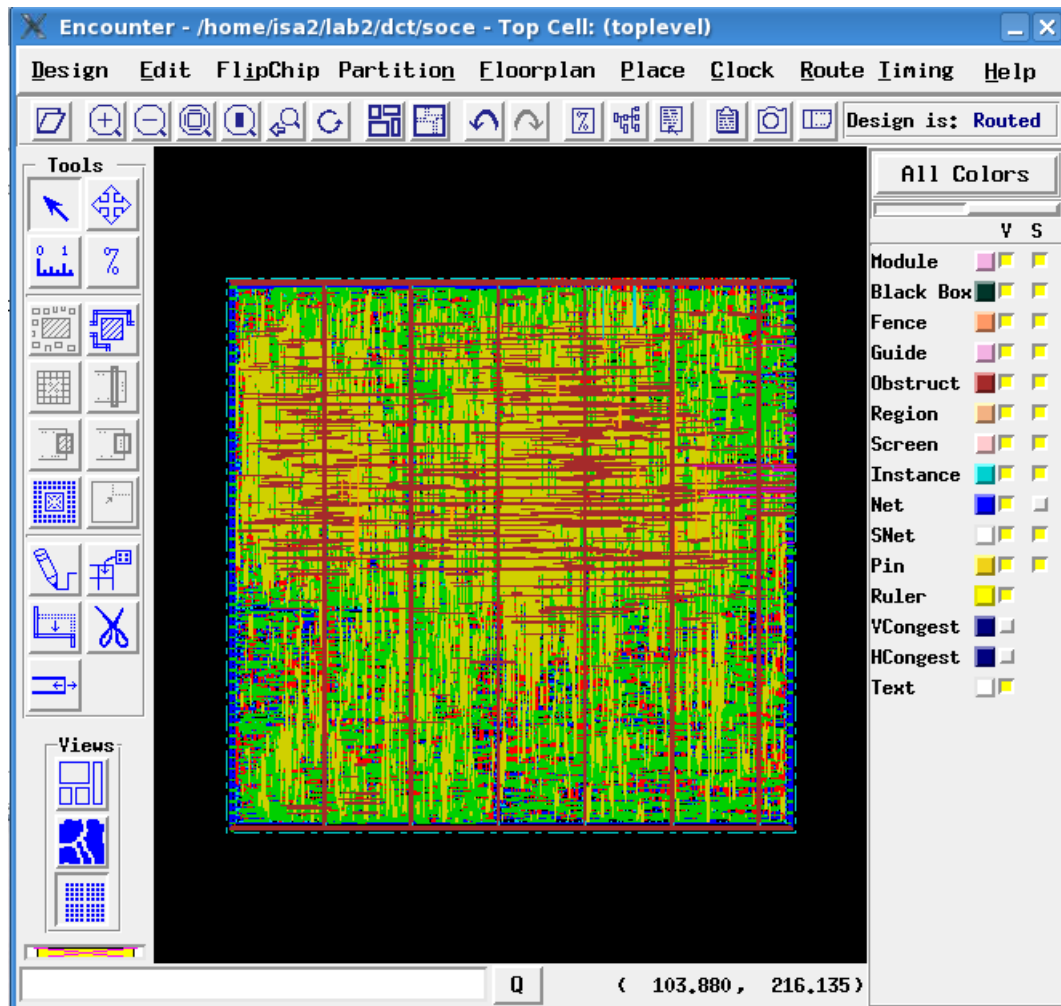 Encounter - /home/isa2/lab2/dct/soce - Top Cell: (toplevel)
Design Edit FlipChip Partition Floorplan Place Clock Route Timing Help
Design is: Routed
Tools
0 1
%
All Colors
V S
Module
Black Box
Fence
Guide
Obstruct
Region
Screen
Instance
Net
SNet
Pin
Ruler
VCongest
HCongest
Text
Views
Q ( 103.880, 216.135)